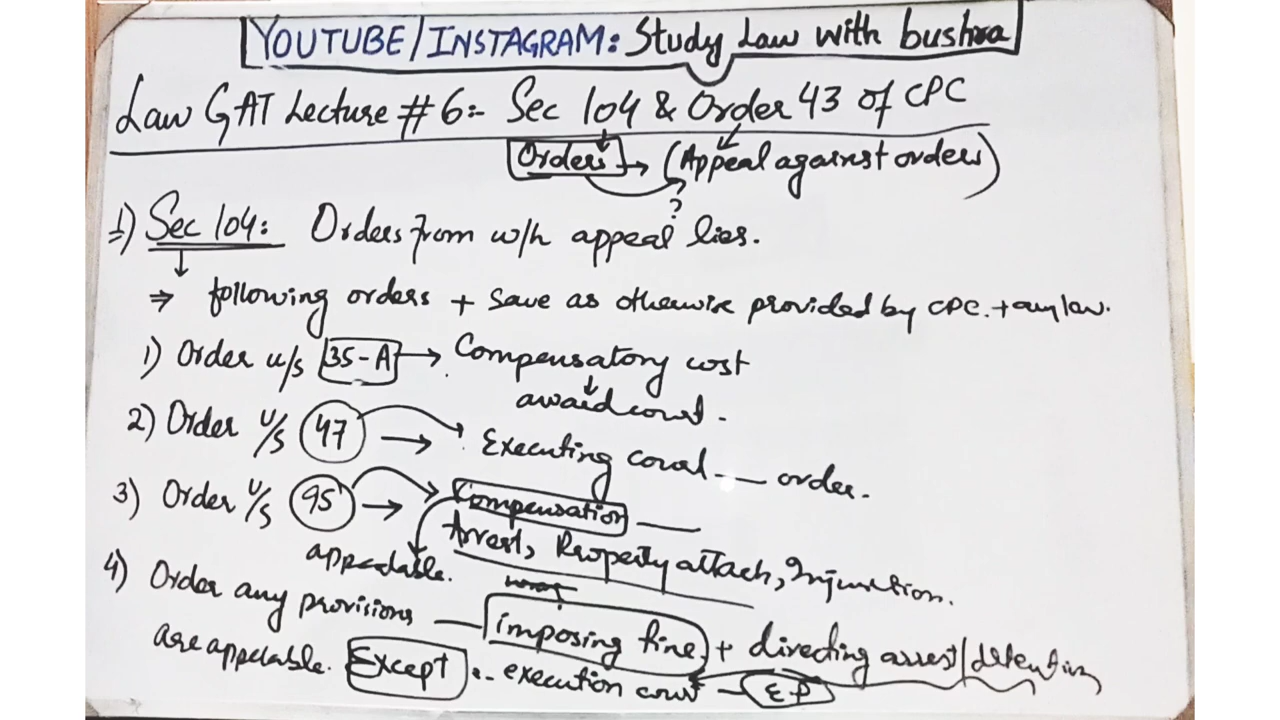 YOUTUBE/INSTAGRAM: Study Law with bushra
Law GAT Lecture # 6:- Sec 104 & Order 43 of CPC
Orders → (Appeal against orders)
?
1) Sec 104: Orders from w/h appeal lies.
⇒ following orders + save as otherwise provided by CPC. + any law.
1) Order u/s 35-A → Compensatory cost
award court.
2) Order u/s 47 → Executing court — order.
3) Order u/s 95 → Compensation —
Arrest, Property attach, Injunction.
appealable.
4) Order any provisions — imposing fine + directing arrest/detention
are appealable. Except :- execution court — EP